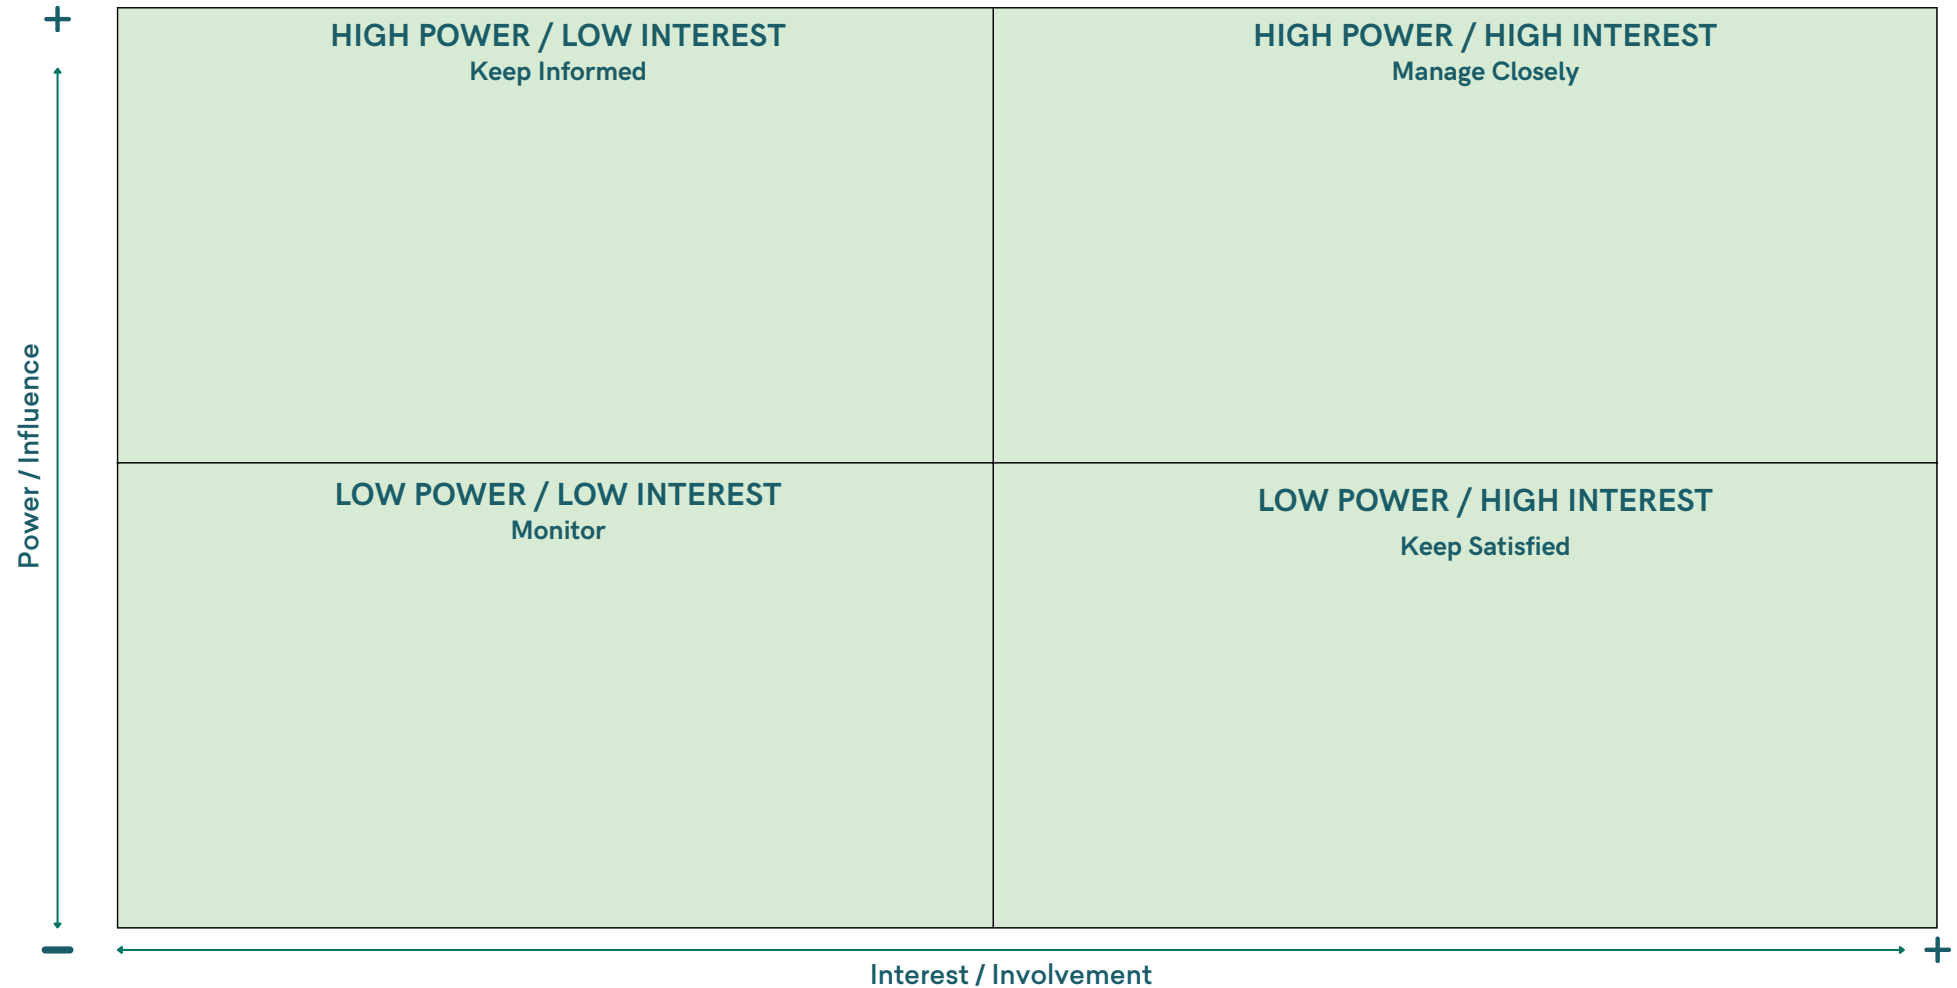 +
HIGH POWER / LOW INTEREST
Keep Informed
HIGH POWER / HIGH INTEREST
Manage Closely
Power / Influence
LOW POWER / LOW INTEREST
Monitor
LOW POWER / HIGH INTEREST
Keep Satisfied
–
+
Interest / Involvement